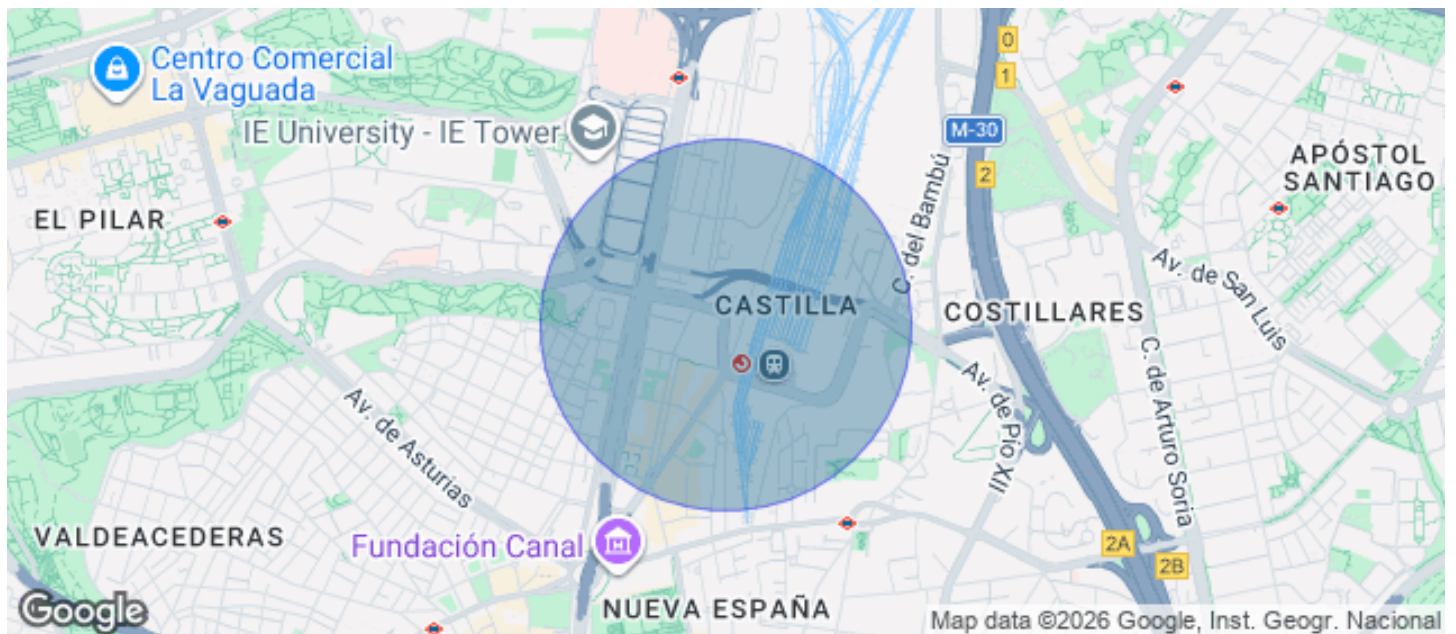 Centro Comercial
La Vaguada
IE University - IE Tower
0
1
M-30
2
APÓSTOL
SANTIAGO
EL PILAR
C. del Bambú
Av. de San Luis
CASTILLA
COSTILLARES
Av. de Asturias
Av. de Pío XII
C. de Arturo Soria
VALDEACEDERAS
Fundación Canal
2A
2B
NUEVA ESPAÑA
Google
Map data ©2026 Google, Inst. Geogr. Nacional